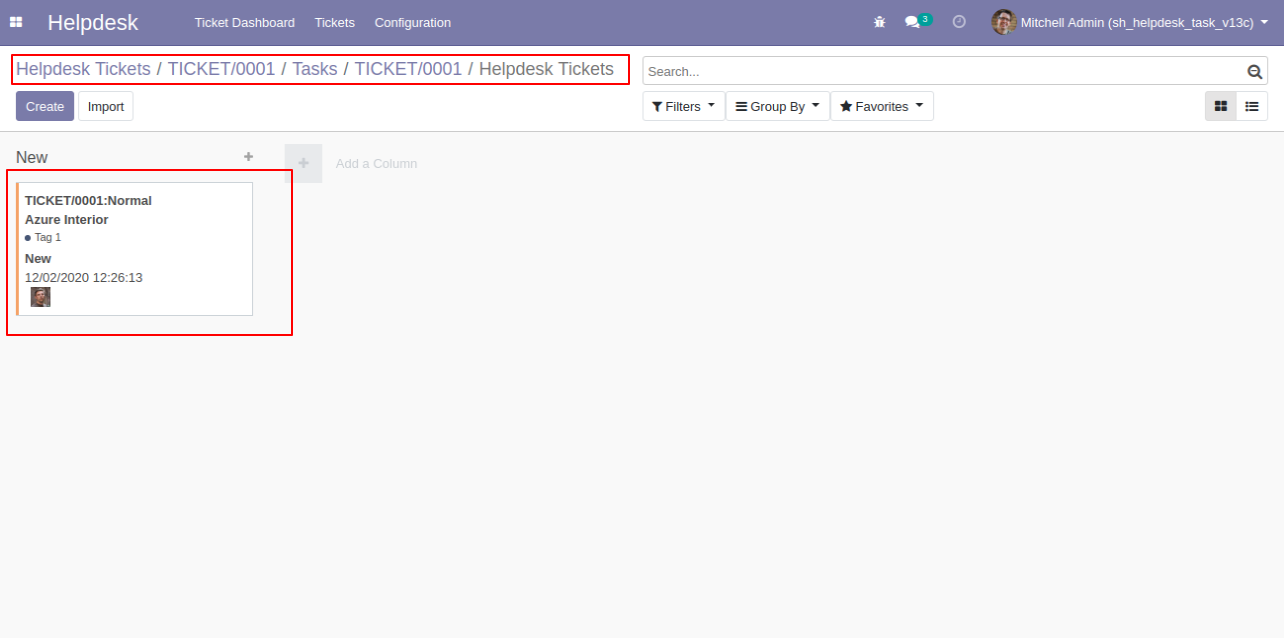 Helpdesk Ticket Dashboard Tickets Configuration 3 Mitchell Admin (sh_helpdesk_task_v13c)
Helpdesk Tickets / TICKET/0001 / Tasks / TICKET/0001 / Helpdesk Tickets
Search...
Create Import
Filters Group By Favorites
New
Add a Column
TICKET/0001:Normal
Azure Interior
Tag 1
New
12/02/2020 12:26:13